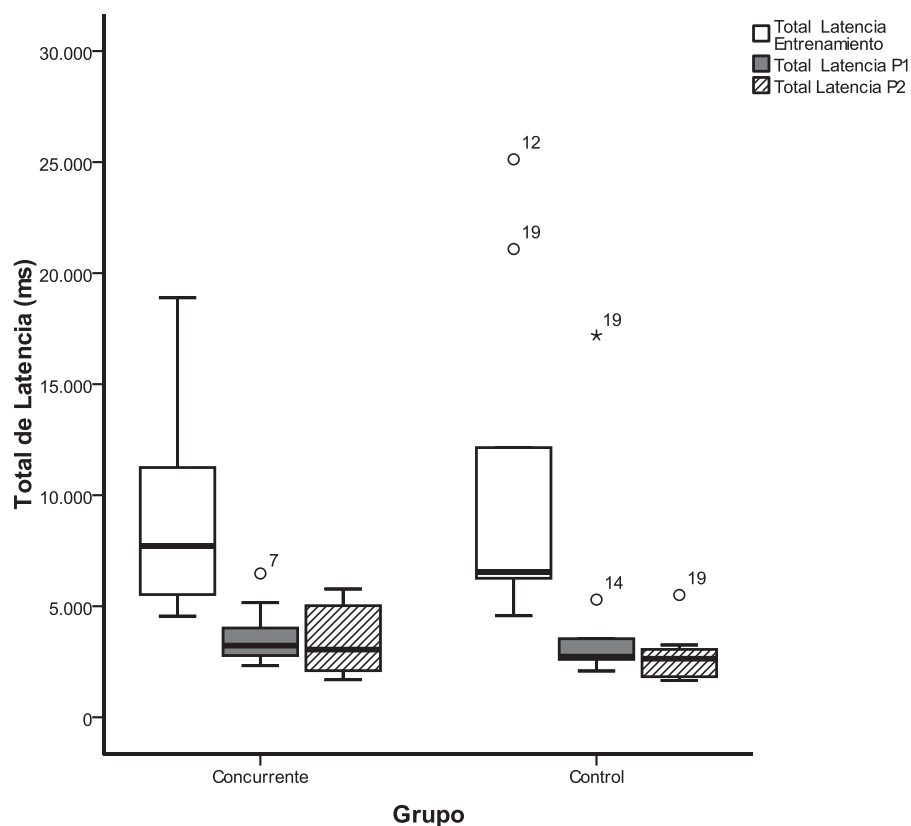 Total Latencia
Entrenamiento
Total Latencia P1
Total Latencia P2
Total de Latencia (ms)
30.000
25.000
20.000
15.000
10.000
5.000
0
12
19
19
7
14
19
Concurrente
Control
Grupo